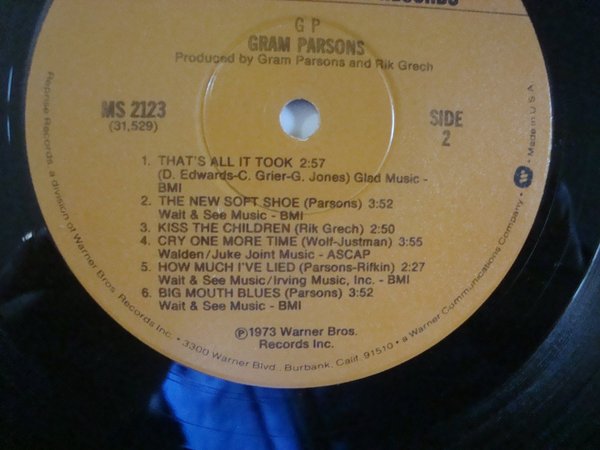 G P
GRAM PARSONS
Produced by Gram Parsons and Rik Grech
MS 2123
(31,529)
SIDE
2
1. THAT'S ALL IT TOOK 2:57
(D. Edwards-C. Grier-G. Jones) Glad Music -
BMI
2. THE NEW SOFT SHOE (Parsons) 3:52
Wait & See Music - BMI
3. KISS THE CHILDREN (Rik Grech) 2:50
4. CRY ONE MORE TIME (Wolf-Justman) 3:55
Walden/Juke Joint Music - ASCAP
5. HOW MUCH I'VE LIED (Parsons-Rifkin) 2:27
Wait & See Music/Irving Music, Inc. - BMI
6. BIG MOUTH BLUES (Parsons) 3:52
Wait & See Music - BMI
℗1973 Warner Bros.
Records Inc.
Reprise Records, a division of Warner Bros. Records Inc. • 3300 Warner Blvd., Burbank, Calif. 91510 • a Warner Communications Company • Made in U.S.A.